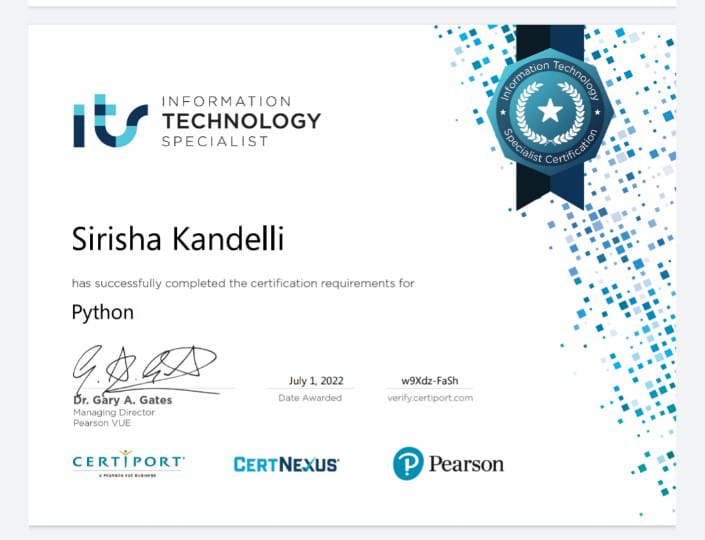 its INFORMATION
TECHNOLOGY
SPECIALIST
Information Technology
Specialist Certification
Sirisha Kandelli
has successfully completed the certification requirements for
Python
Dr. Gary A. Gates
Managing Director
Pearson VUE
July 1, 2022
Date Awarded
w9Xdz-FaSh
verify.certiport.com
CERTIPORT
A PEARSON VUE BUSINESS
CERTNEXUS
Pearson